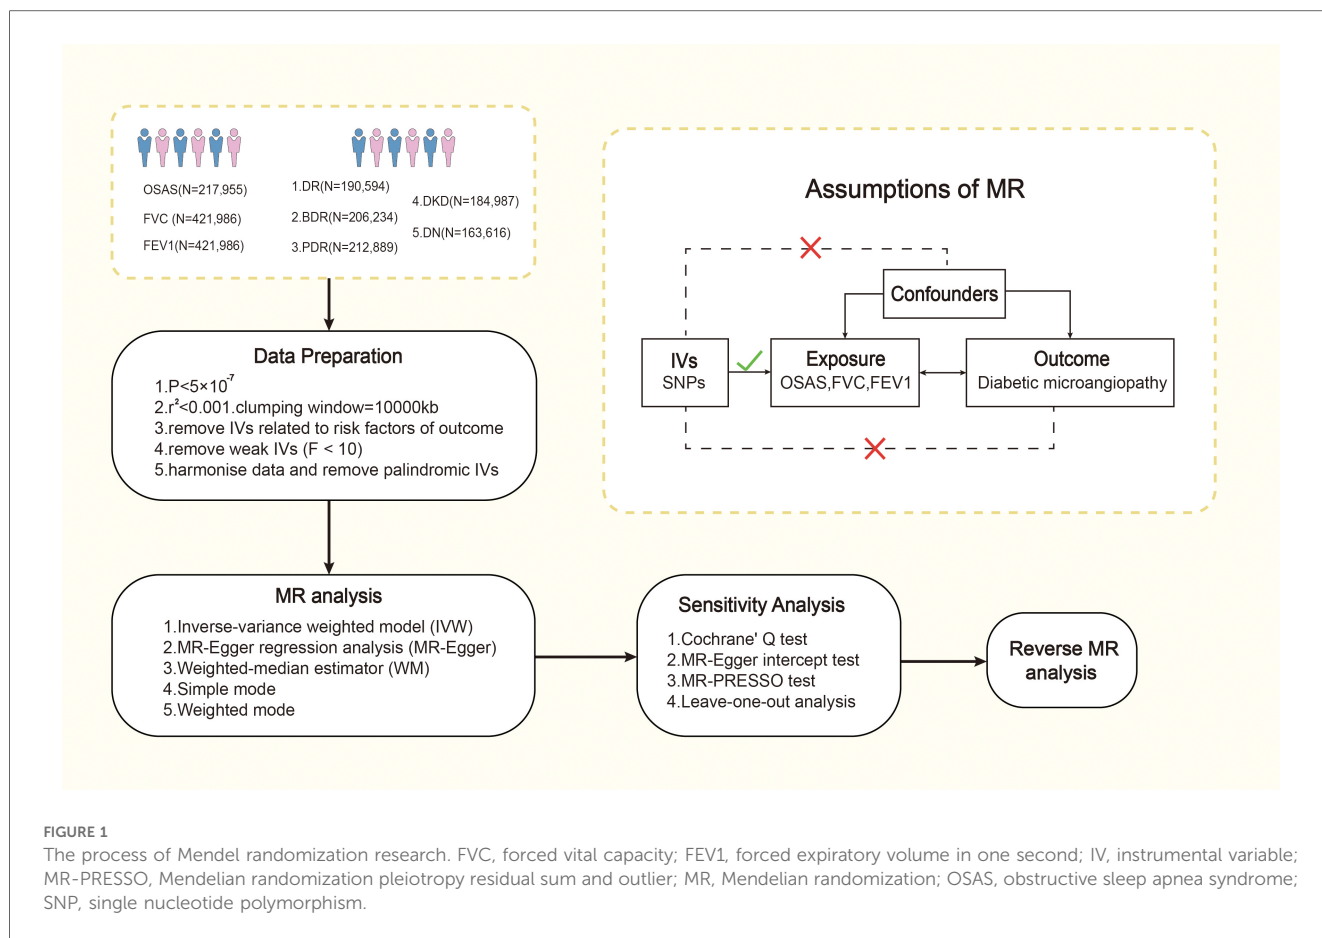 OSAS(N=217,955)
FVC (N=421,986)
FEV1(N=421,986)
1.DR(N=190,594)
2.BDR(N=206,234)
3.PDR(N=212,889)
4.DKD(N=184,987)
5.DN(N=163,616)
Data Preparation
1.P<5×10⁻⁷
2.r²<0.001.clumping window=10000kb
3.remove IVs related to risk factors of outcome
4.remove weak IVs (F < 10)
5.harmonise data and remove palindromic IVs
MR analysis
1.Inverse-variance weighted model (IVW)
2.MR-Egger regression analysis (MR-Egger)
3.Weighted-median estimator (WM)
4.Simple mode
5.Weighted mode
Assumptions of MR
Confounders
IVs
SNPs
Exposure
OSAS,FVC,FEV1
Outcome
Diabetic microangiopathy
Sensitivity Analysis
1.Cochrane' Q test
2.MR-Egger intercept test
3.MR-PRESSO test
4.Leave-one-out analysis
Reverse MR
analysis
FIGURE 1
The process of Mendel randomization research. FVC, forced vital capacity; FEV1, forced expiratory volume in one second; IV, instrumental variable;
MR-PRESSO, Mendelian randomization pleiotropy residual sum and outlier; MR, Mendelian randomization; OSAS, obstructive sleep apnea syndrome;
SNP, single nucleotide polymorphism.